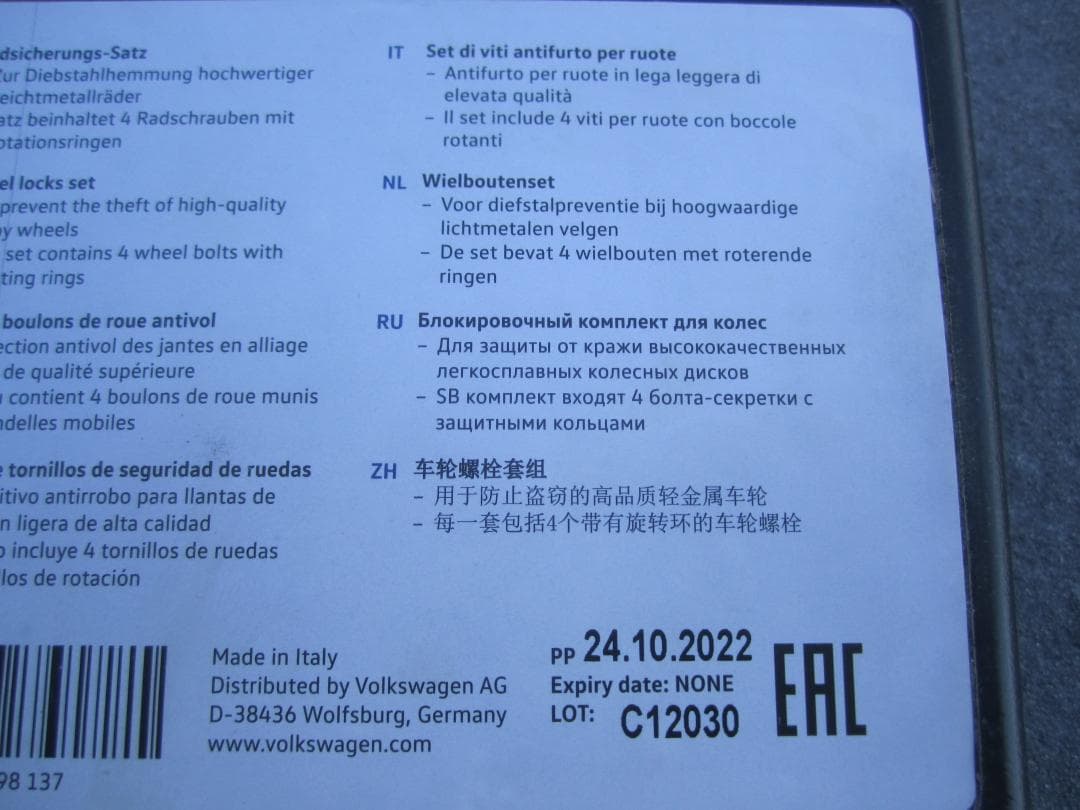 dsicherungs-Satz
Zur Diebstahlhemmung hochwertiger
eichtmetallräder
atz beinhaltet 4 Radschrauben mit
otationsringen
el locks set
prevent the theft of high-quality
y wheels
set contains 4 wheel bolts with
ting rings
boulons de roue antivol
ection antivol des jantes en alliage
de qualité supérieure
contient 4 boulons de roue munis
ndelles mobiles
tornillos de seguridad de ruedas
itivo antirrobo para llantas de
n ligera de alta calidad
o incluye 4 tornillos de ruedas
llos de rotación
IT Set di viti antifurto per ruote
– Antifurto per ruote in lega leggera di
elevata qualità
– Il set include 4 viti per ruote con boccole
rotanti
NL Wielboutenset
– Voor diefstalpreventie bij hoogwaardige
lichtmetalen velgen
– De set bevat 4 wielbouten met roterende
ringen
RU Блокировочный комплект для колес
– Для защиты от кражи высококачественных
легкосплавных колесных дисков
– SB комплект входят 4 болта-секретки с
защитными кольцами
ZH 车轮螺栓套组
– 用于防止盗窃的高品质轻金属车轮
– 每一套包括4个带有旋转环的车轮螺栓
98 137
Made in Italy
Distributed by Volkswagen AG
D-38436 Wolfsburg, Germany
www.volkswagen.com
PP 24.10.2022
Expiry date: NONE
LOT: C12030
EAC